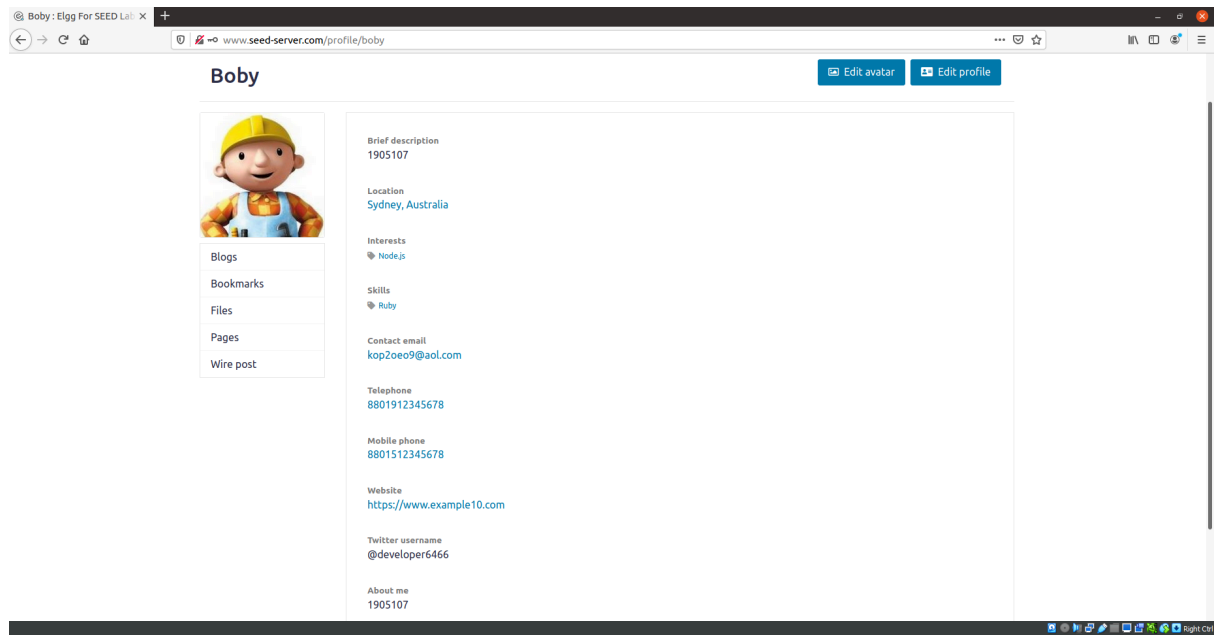 Boby : Elgg For SEED Lab
www.seed-server.com/profile/boby
Boby
Edit avatar
Edit profile
Blogs
Bookmarks
Files
Pages
Wire post
Brief description
1905107
Location
Sydney, Australia
Interests
Node.js
Skills
Ruby
Contact email
kop2oeo9@aol.com
Telephone
8801912345678
Mobile phone
8801512345678
Website
https://www.example10.com
Twitter username
@developer6466
About me
1905107
Right Ctrl